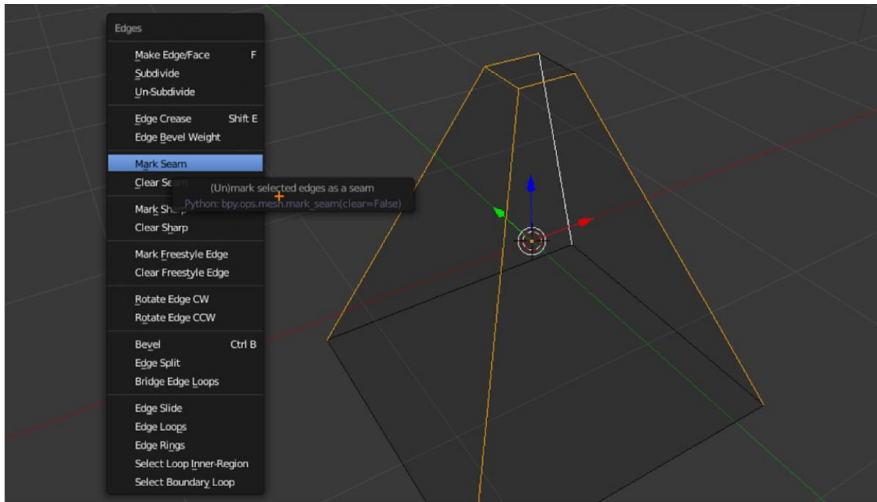 Edges
Make Edge/Face F
Subdivide
Un-Subdivide
Edge Crease Shift E
Edge Bevel Weight
Mark Seam
Clear
(Un)mark selected edges as a seam
Python: bpy.ops.mesh.mark_seam(clear=False)
Mark
Clear Sharp
Mark Freestyle Edge
Clear Freestyle Edge
Rotate Edge CW
Rotate Edge CCW
Bevel Ctrl B
Edge Split
Bridge Edge Loops
Edge Slide
Edge Loops
Edge Rings
Select Loop Inner-Region
Select Boundary Loop